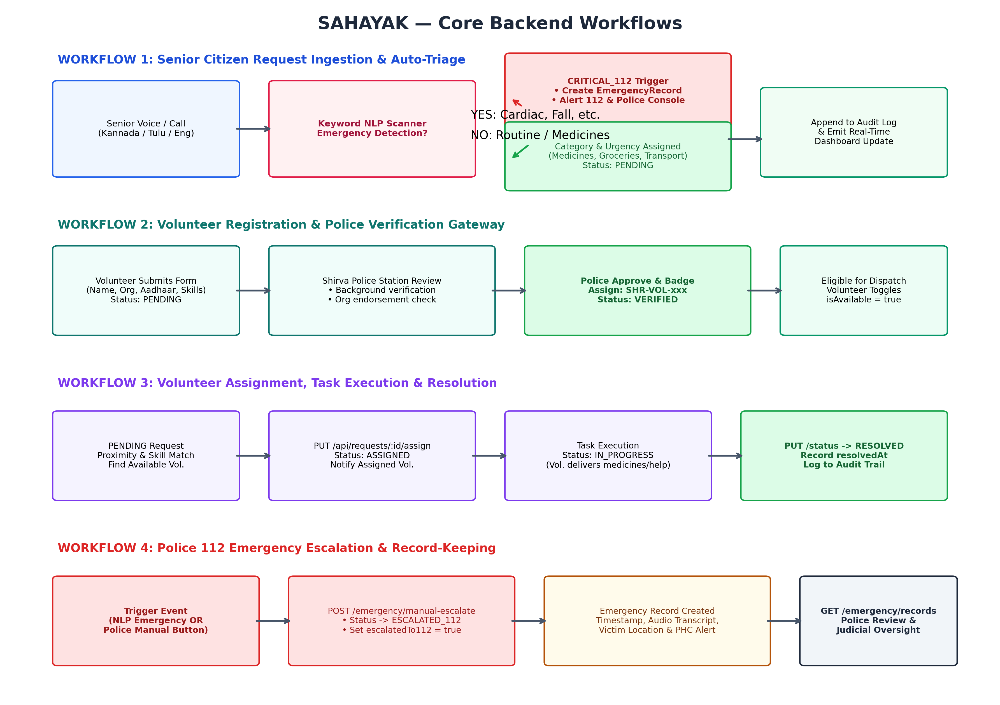 SAHAYAK — Core Backend Workflows
WORKFLOW 1: Senior Citizen Request Ingestion & Auto-Triage
Senior Voice / Call
(Kannada / Tulu / Eng)
Keyword NLP Scanner
Emergency Detection?
CRITICAL_112 Trigger
• Create EmergencyRecord
• Alert 112 & Police Console
YES: Cardiac, Fall, etc.
NO: Routine / Medicines
Category & Urgency Assigned
(Medicines, Groceries, Transport)
Status: PENDING
Append to Audit Log
& Emit Real-Time
Dashboard Update
WORKFLOW 2: Volunteer Registration & Police Verification Gateway
Volunteer Submits Form
(Name, Org, Aadhaar, Skills)
Status: PENDING
Shirva Police Station Review
• Background verification
• Org endorsement check
Police Approve & Badge
Assign: SHR-VOL-xxx
Status: VERIFIED
Eligible for Dispatch
Volunteer Toggles
isAvailable = true
WORKFLOW 3: Volunteer Assignment, Task Execution & Resolution
PENDING Request
Proximity & Skill Match
Find Available Vol.
PUT /api/requests/:id/assign
Status: ASSIGNED
Notify Assigned Vol.
Task Execution
Status: IN_PROGRESS
(Vol. delivers medicines/help)
PUT /status -> RESOLVED
Record resolvedAt
Log to Audit Trail
WORKFLOW 4: Police 112 Emergency Escalation & Record-Keeping
Trigger Event
(NLP Emergency OR
Police Manual Button)
POST /emergency/manual-escalate
• Status -> ESCALATED_112
• Set escalatedTo112 = true
Emergency Record Created
Timestamp, Audio Transcript,
Victim Location & PHC Alert
GET /emergency/records
Police Review &
Judicial Oversight